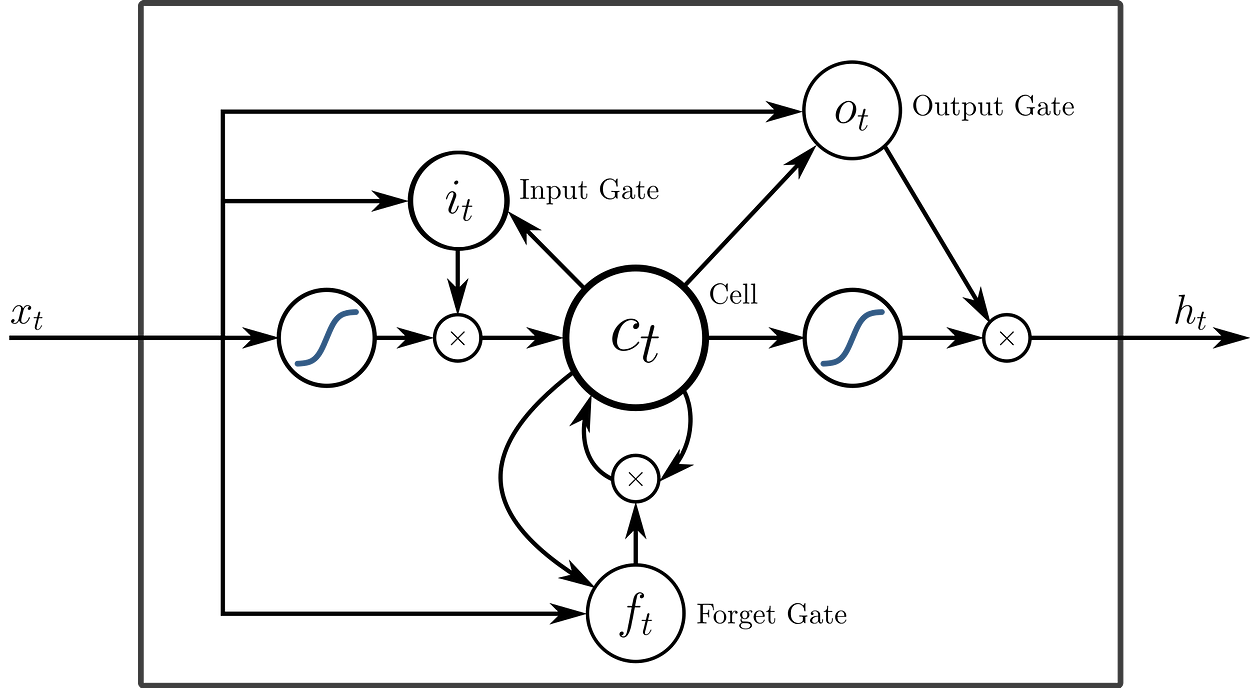 o_t Output Gate
i_t Input Gate
Cell
x_t
×
c_t
×
h_t
×
f_t Forget Gate